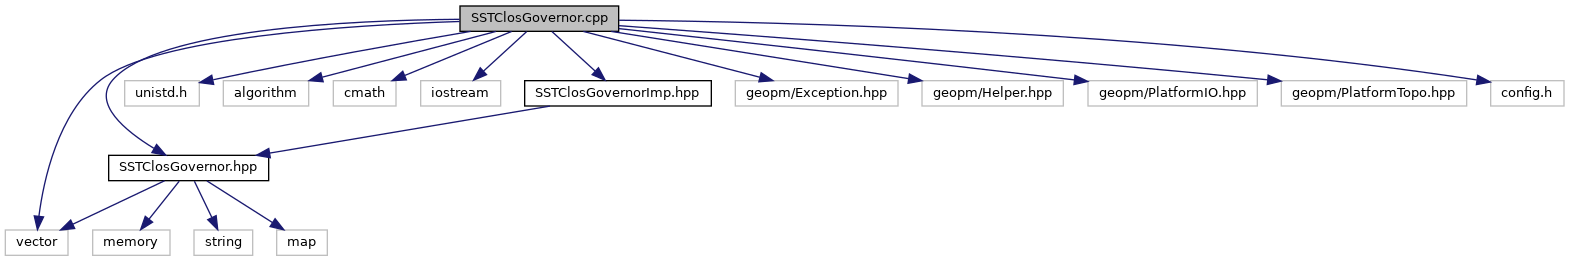 SSTClosGovernor.cpp
unistd.h
algorithm
cmath
iostream
SSTClosGovernorImp.hpp
geopm/Exception.hpp
geopm/Helper.hpp
geopm/PlatformIO.hpp
geopm/PlatformTopo.hpp
config.h
SSTClosGovernor.hpp
vector
memory
string
map